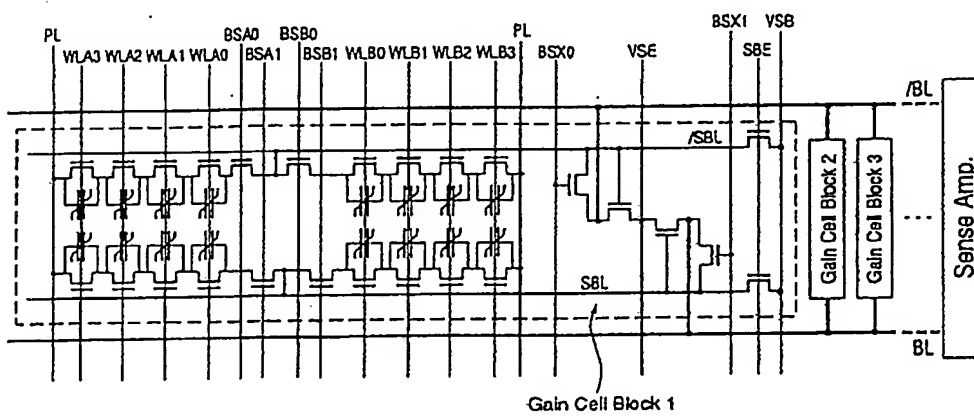 BSX1 VSB
BSB0
PL BSA0 PL BSX0 VSE SBE
WLA3 WLA2 WLA1 WLA0 BSA1 BSB1 WLB0 WLB1 WLB2 WLB3
/BL
/SBL
Gain Cell Block 2
Gain Cell Block 3
Sense Amp.
SBL
BL
Gain Cell Block 1